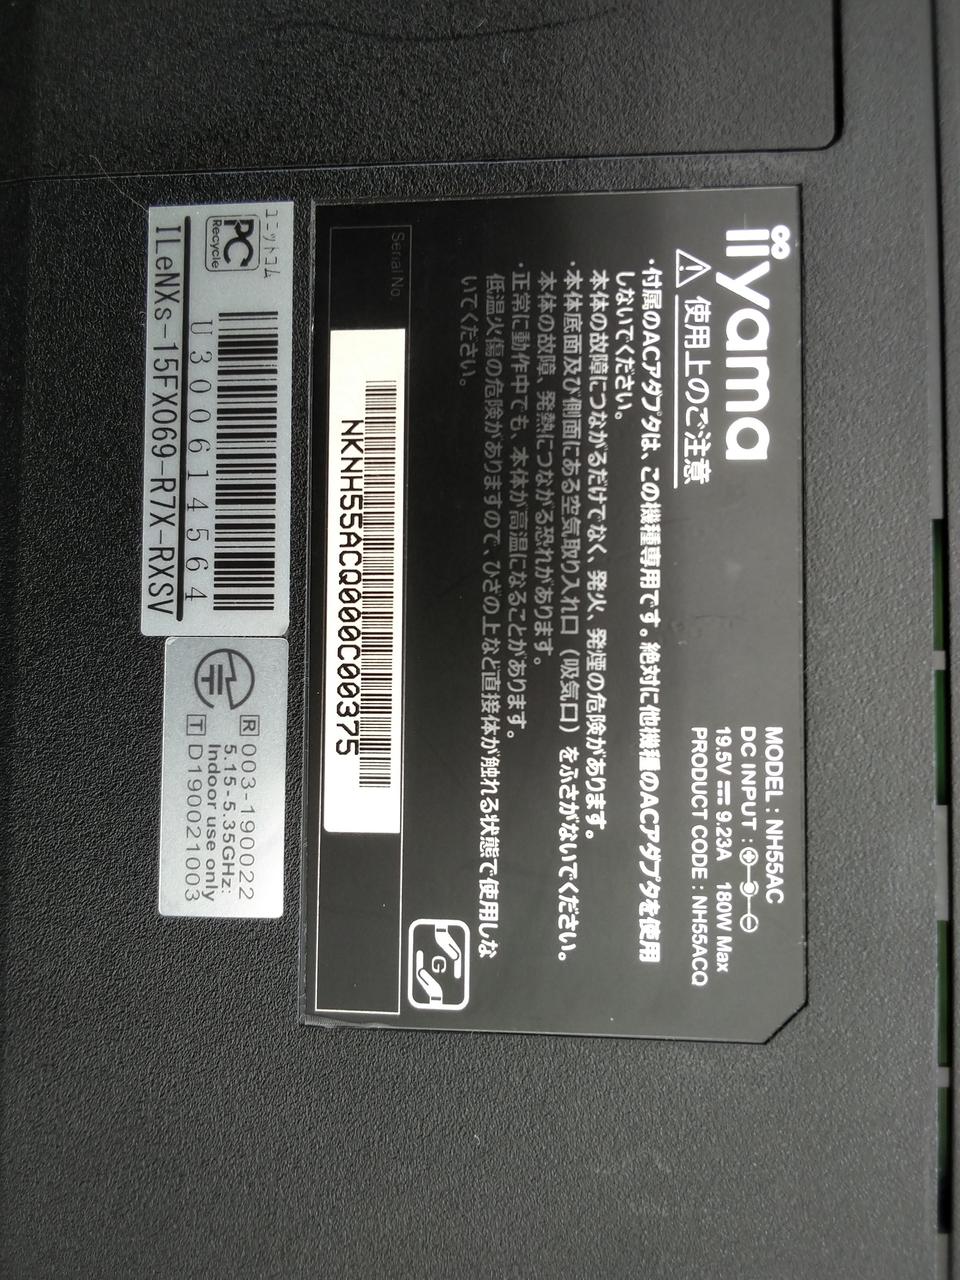 iiyama
MODEL : NH55AC
DC INPUT :
19.5V 9.23A 180W Max
PRODUCT CODE : NH55ACQ
使用上のご注意
・付属のACアダプタは、この機種専用です。絶対に他機種のACアダプタを使用
しないでください。
本体の故障につながるだけでなく、発火、発煙の危険があります。
・本体底面及び側面にある空気取り入れ口（吸気口）をふさがないでください。
本体の故障、発熱につながる恐れがあります。
・正常に動作中でも、本体が高温になることがあります。
低温火傷の危険がありますので、ひざの上など直接体が触れる状態で使用しな
いてください。
G
Serial No.
NKNH55ACQ000C00375
ユニットコム
PC
Recycle
U300614564
ILeNXs-15FX069-R7X-RXSV
R 003-190022
5.15-5.35GHz:
Indoor use only
T D190021003